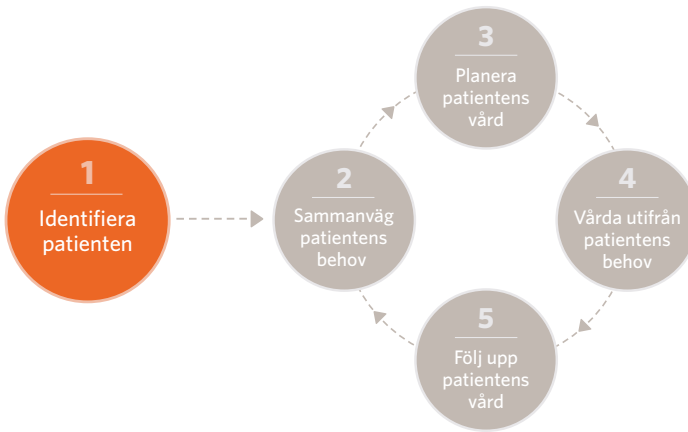 1
Identifiera
patienten
2
Sammanväg
patientens
behov
3
Planera
patientens
vård
4
Vårda utifrån
patientens
behov
5
Följ upp
patientens
vård